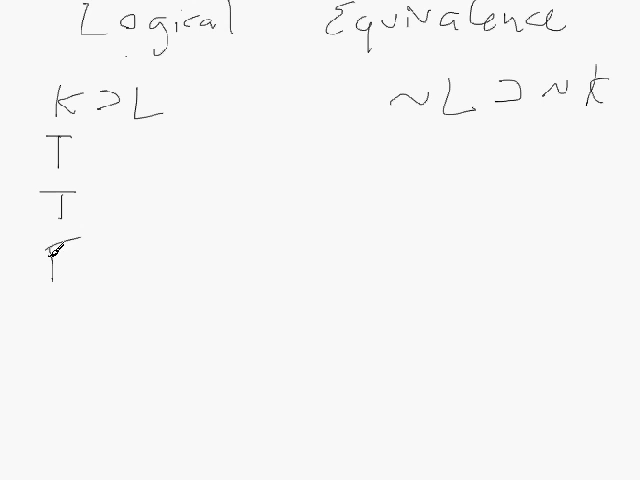 Logical Equivalence
K ⊃ L ~ L ⊃ ~ K
T
T
F